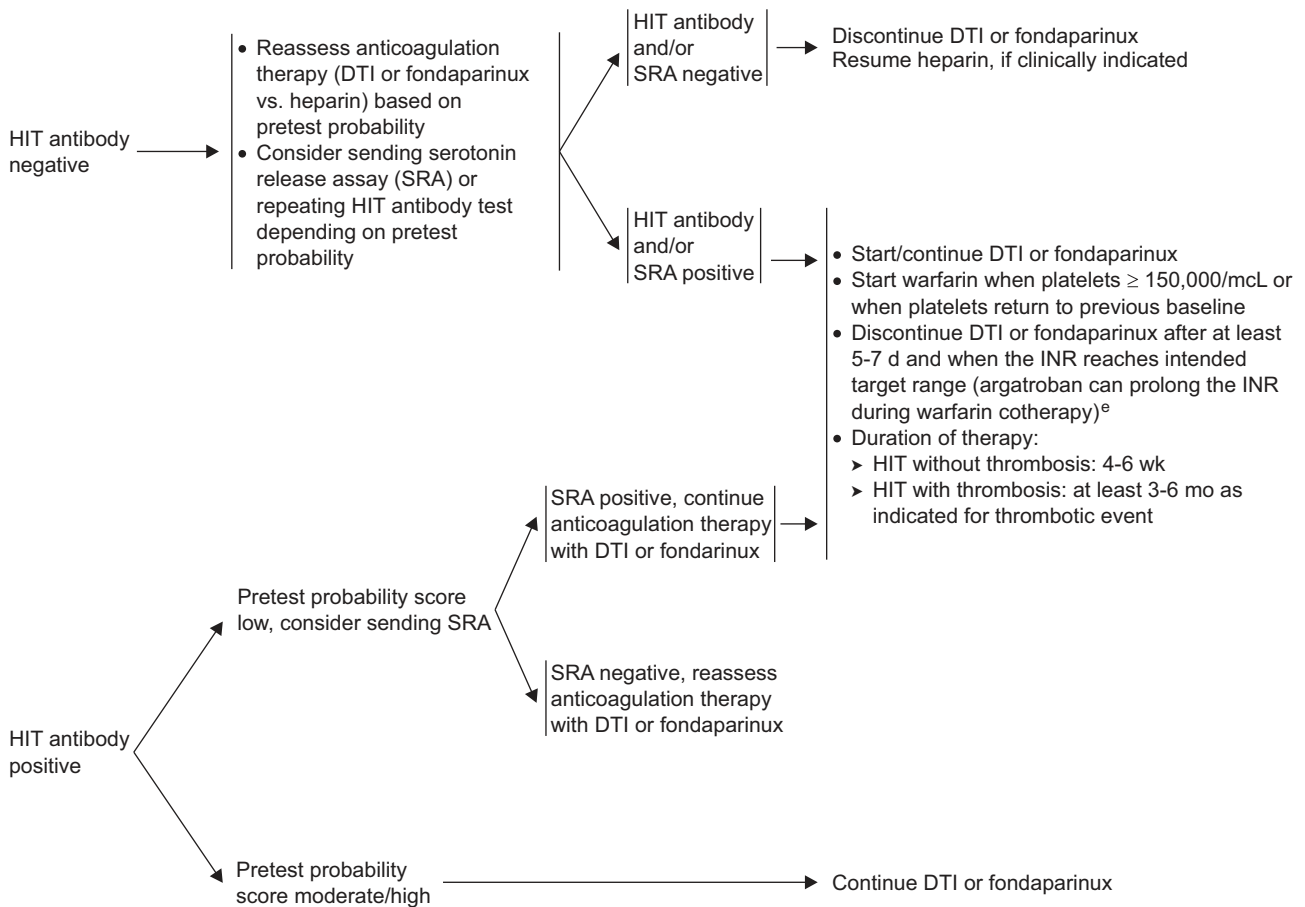 HIT antibody
negative
• Reassess anticoagulation
therapy (DTI or fondaparinux
vs. heparin) based on
pretest probability
• Consider sending serotonin
release assay (SRA) or
repeating HIT antibody test
depending on pretest
probability
HIT antibody
and/or
SRA negative
Discontinue DTI or fondaparinux
Resume heparin, if clinically indicated
HIT antibody
and/or
SRA positive
• Start/continue DTI or fondaparinux
• Start warfarin when platelets ≥ 150,000/mcL or
when platelets return to previous baseline
• Discontinue DTI or fondaparinux after at least
5-7 d and when the INR reaches intended
target range (argatroban can prolong the INR
during warfarin cotherapy)e
• Duration of therapy:
➤ HIT without thrombosis: 4-6 wk
➤ HIT with thrombosis: at least 3-6 mo as
indicated for thrombotic event
HIT antibody
positive
Pretest probability score
low, consider sending SRA
SRA positive, continue
anticoagulation therapy
with DTI or fondarinux
SRA negative, reassess
anticoagulation therapy
with DTI or fondaparinux
Pretest probability
score moderate/high
Continue DTI or fondaparinux